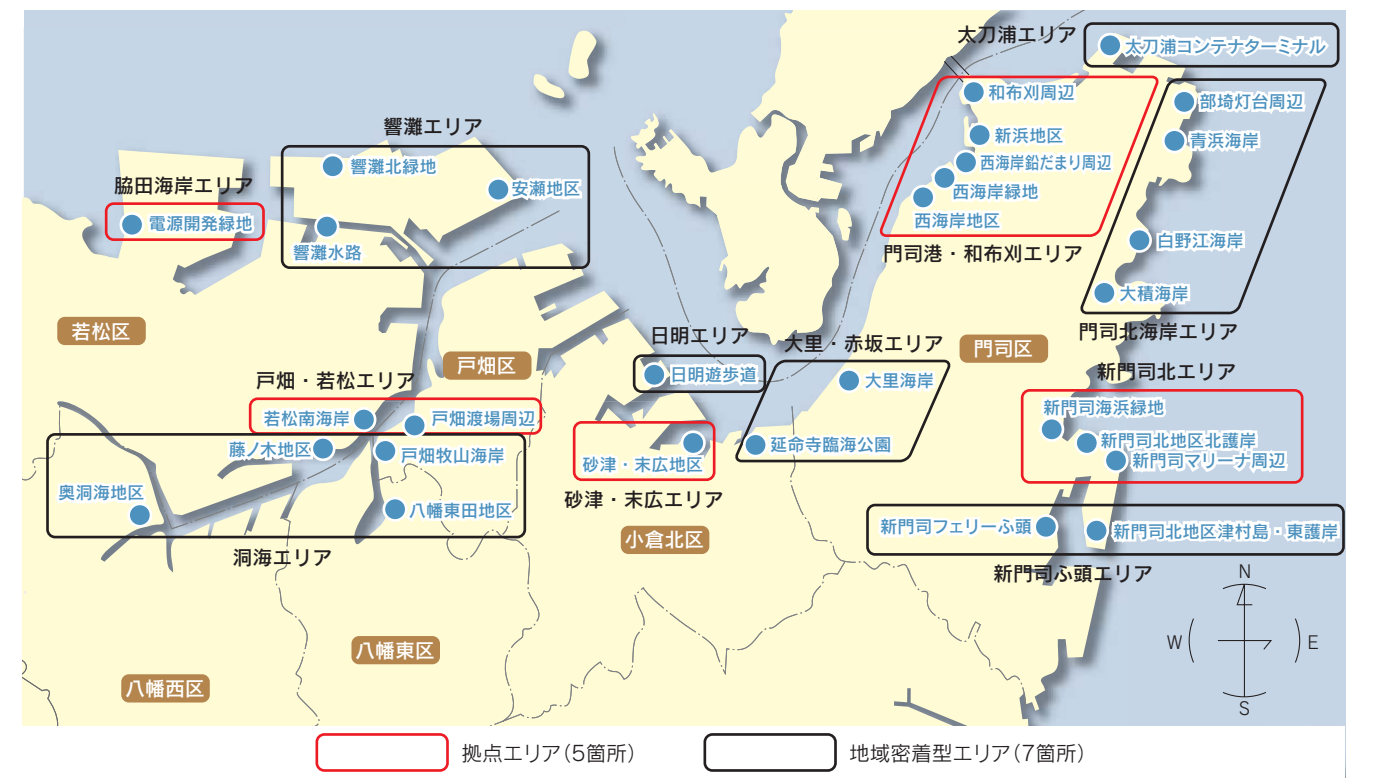 太刀浦エリア
太刀浦コンテナターミナル
和布刈周辺
部埼灯台周辺
新浜地区
青浜海岸
西海岸船だまり周辺
西海岸緑地
西海岸地区
門司港・和布刈エリア
白野江海岸
大積海岸
門司北海岸エリア
響灘エリア
響灘北緑地
安瀬地区
響灘水路
脇田海岸エリア
電源開発緑地
若松区
戸畑区
日明エリア
日明遊歩道
大里・赤坂エリア
大里海岸
延命寺臨海公園
門司区
新門司北エリア
新門司海浜緑地
新門司北地区北護岸
新門司マリーナ周辺
戸畑・若松エリア
若松南海岸
戸畑渡場周辺
藤ノ木地区
戸畑牧山海岸
奥洞海地区
八幡東田地区
洞海エリア
砂津・末広地区
砂津・末広エリア
小倉北区
新門司フェリーふ頭
新門司北地区津村島・東護岸
新門司ふ頭エリア
八幡東区
八幡西区
N
W
E
S
拠点エリア(5箇所)
地域密着型エリア(7箇所)